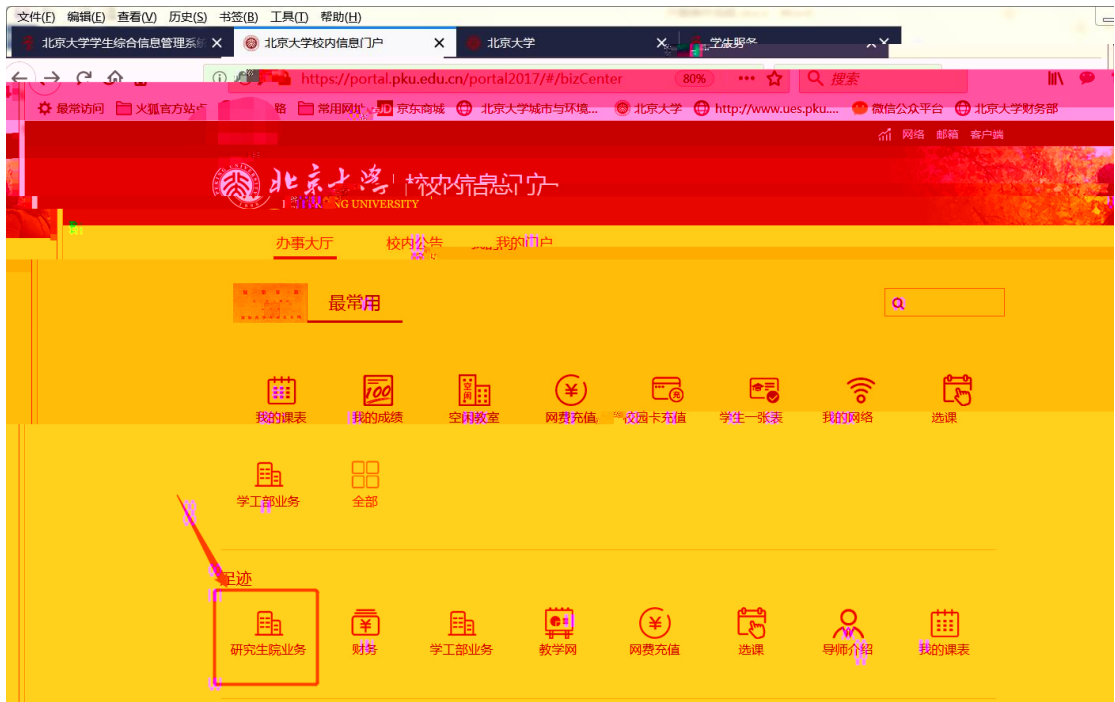 文件(F) 编辑(E) 查看(V) 历史(S) 书签(B) 工具(T) 帮助(H)
北京大学学生综合信息管理系统 北京大学校内信息门户 北京大学
https://portal.pku.edu.cn/portal2017/#/bizCenter 80% 搜索
最常访问 火狐官方站点 常用网址 JD 京东商城 北京大学城市与环境... 北京大学 http://www.ues.pku.... 微信公众平台 北京大学财务部
网络 邮箱 客户端
北京大学 校内信息门户
NG UNIVERSITY
办事大厅 校内公告 我的门户
最常用
我的课表 我的成绩 空闲教室 网费充值 校园卡充值 学生一张表 我的网络 选课
学工部业务 全部
足迹
研究生院业务 财务 学工部业务 教学网 网费充值 选课 导师介绍 我的课表